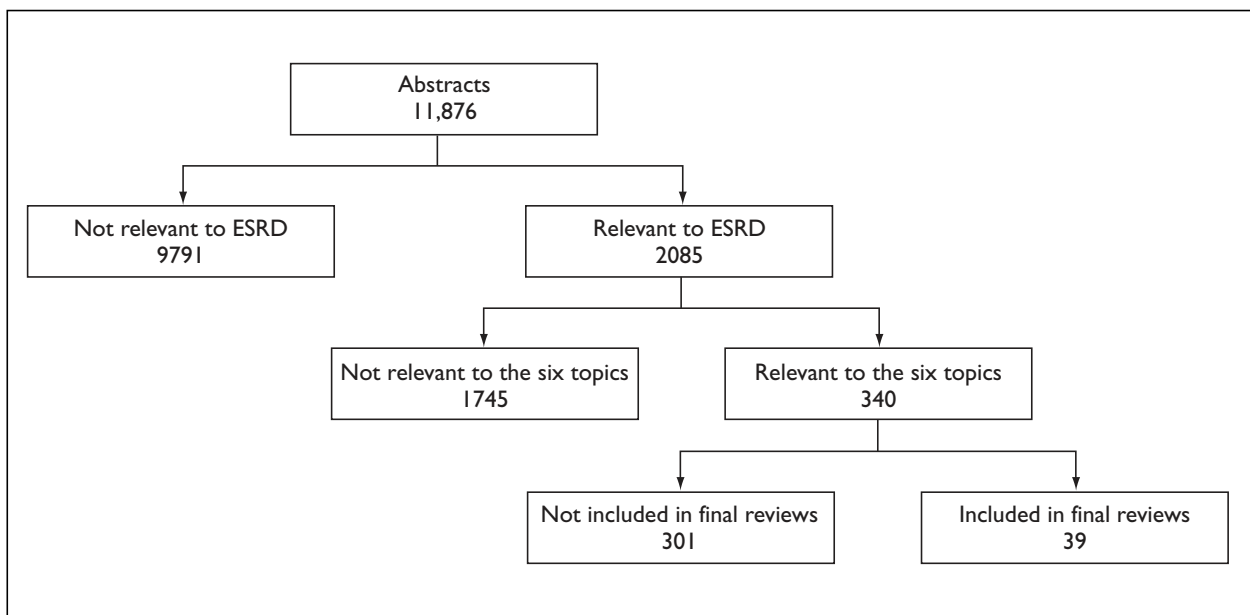 Abstracts
11,876
Not relevant to ESRD
9791
Relevant to ESRD
2085
Not relevant to the six topics
1745
Relevant to the six topics
340
Not included in final reviews
301
Included in final reviews
39